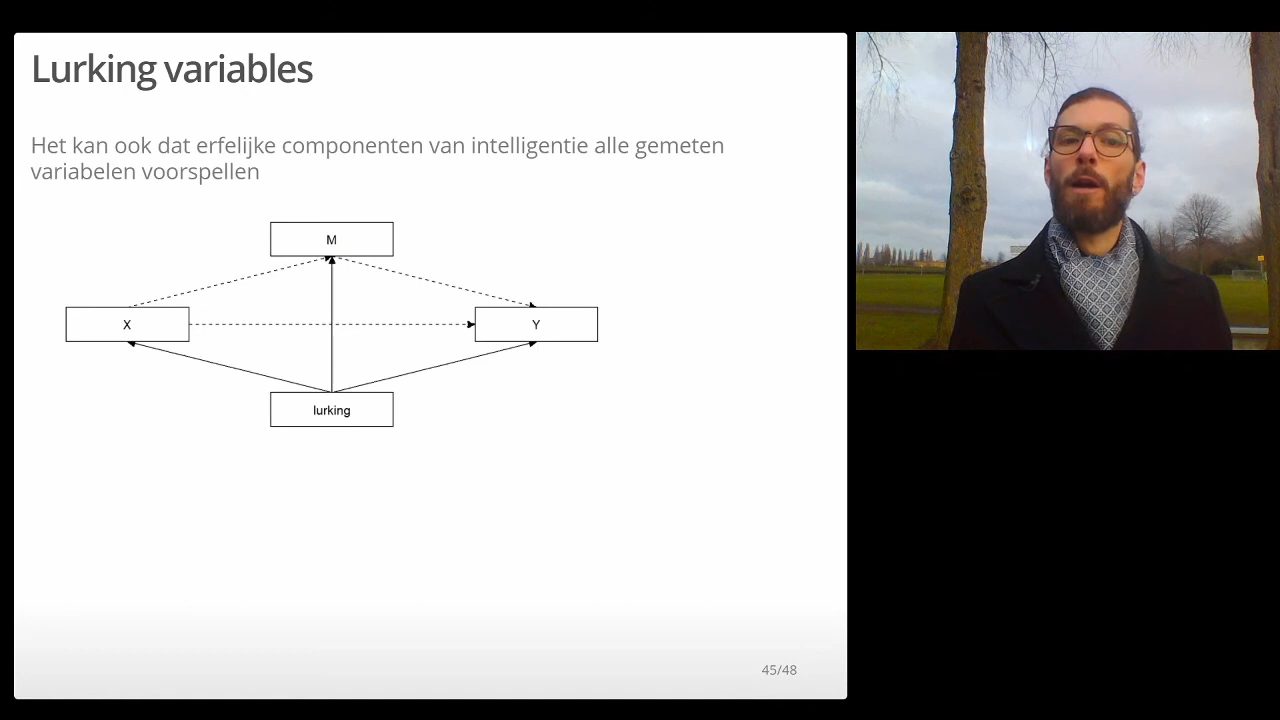 Lurking variables
Het kan ook dat erfelijke componenten van intelligentie alle gemeten
variabelen voorspellen
M
X
Y
lurking
45/48